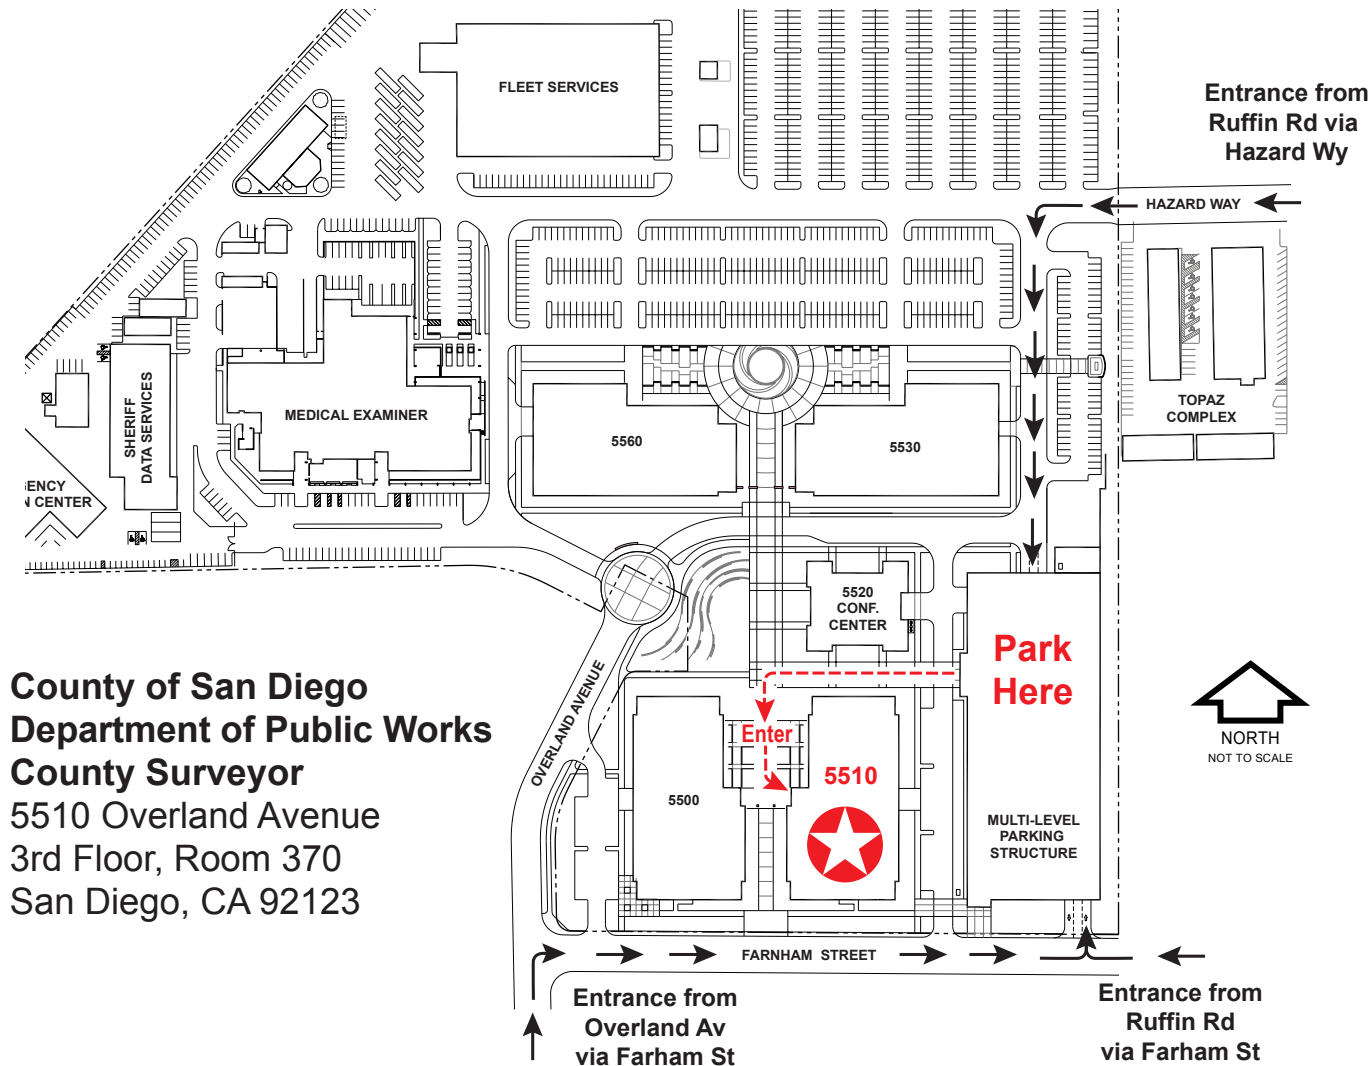 FLEET SERVICES
Entrance from
Ruffin Rd via
Hazard Wy
HAZARD WAY
SHERIFF
DATA SERVICES
MEDICAL EXAMINER
5560
5530
TOPAZ
COMPLEX
GENCY
N CENTER
5520
CONF.
CENTER
Park
Here
OVERLAND AVENUE
County of San Diego
Department of Public Works
County Surveyor
5510 Overland Avenue
3rd Floor, Room 370
San Diego, CA 92123
Enter
5500
5510
MULTI-LEVEL
PARKING
STRUCTURE
NORTH
NOT TO SCALE
FARNHAM STREET
Entrance from
Overland Av
via Farham St
Entrance from
Ruffin Rd
via Farham St